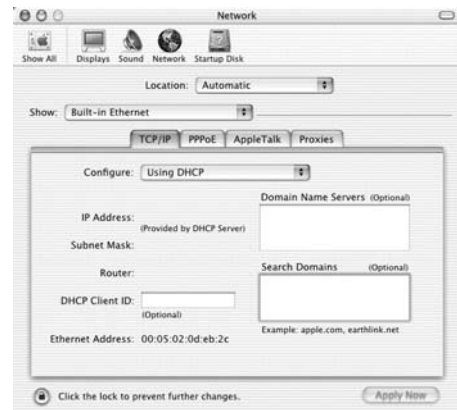 Network
Show All Displays Sound Network Startup Disk
Location: Automatic
Show: Built-in Ethernet
TCP/IP PPPoE AppleTalk Proxies
Configure: Using DHCP
Domain Name Servers (Optional)
IP Address:
(Provided by DHCP Server)
Subnet Mask:
Router:
Search Domains (Optional)
DHCP Client ID:
(Optional)
Example: apple.com, earthlink.net
Ethernet Address: 00:05:02:0d:eb:2c
Click the lock to prevent further changes.
Apply Now